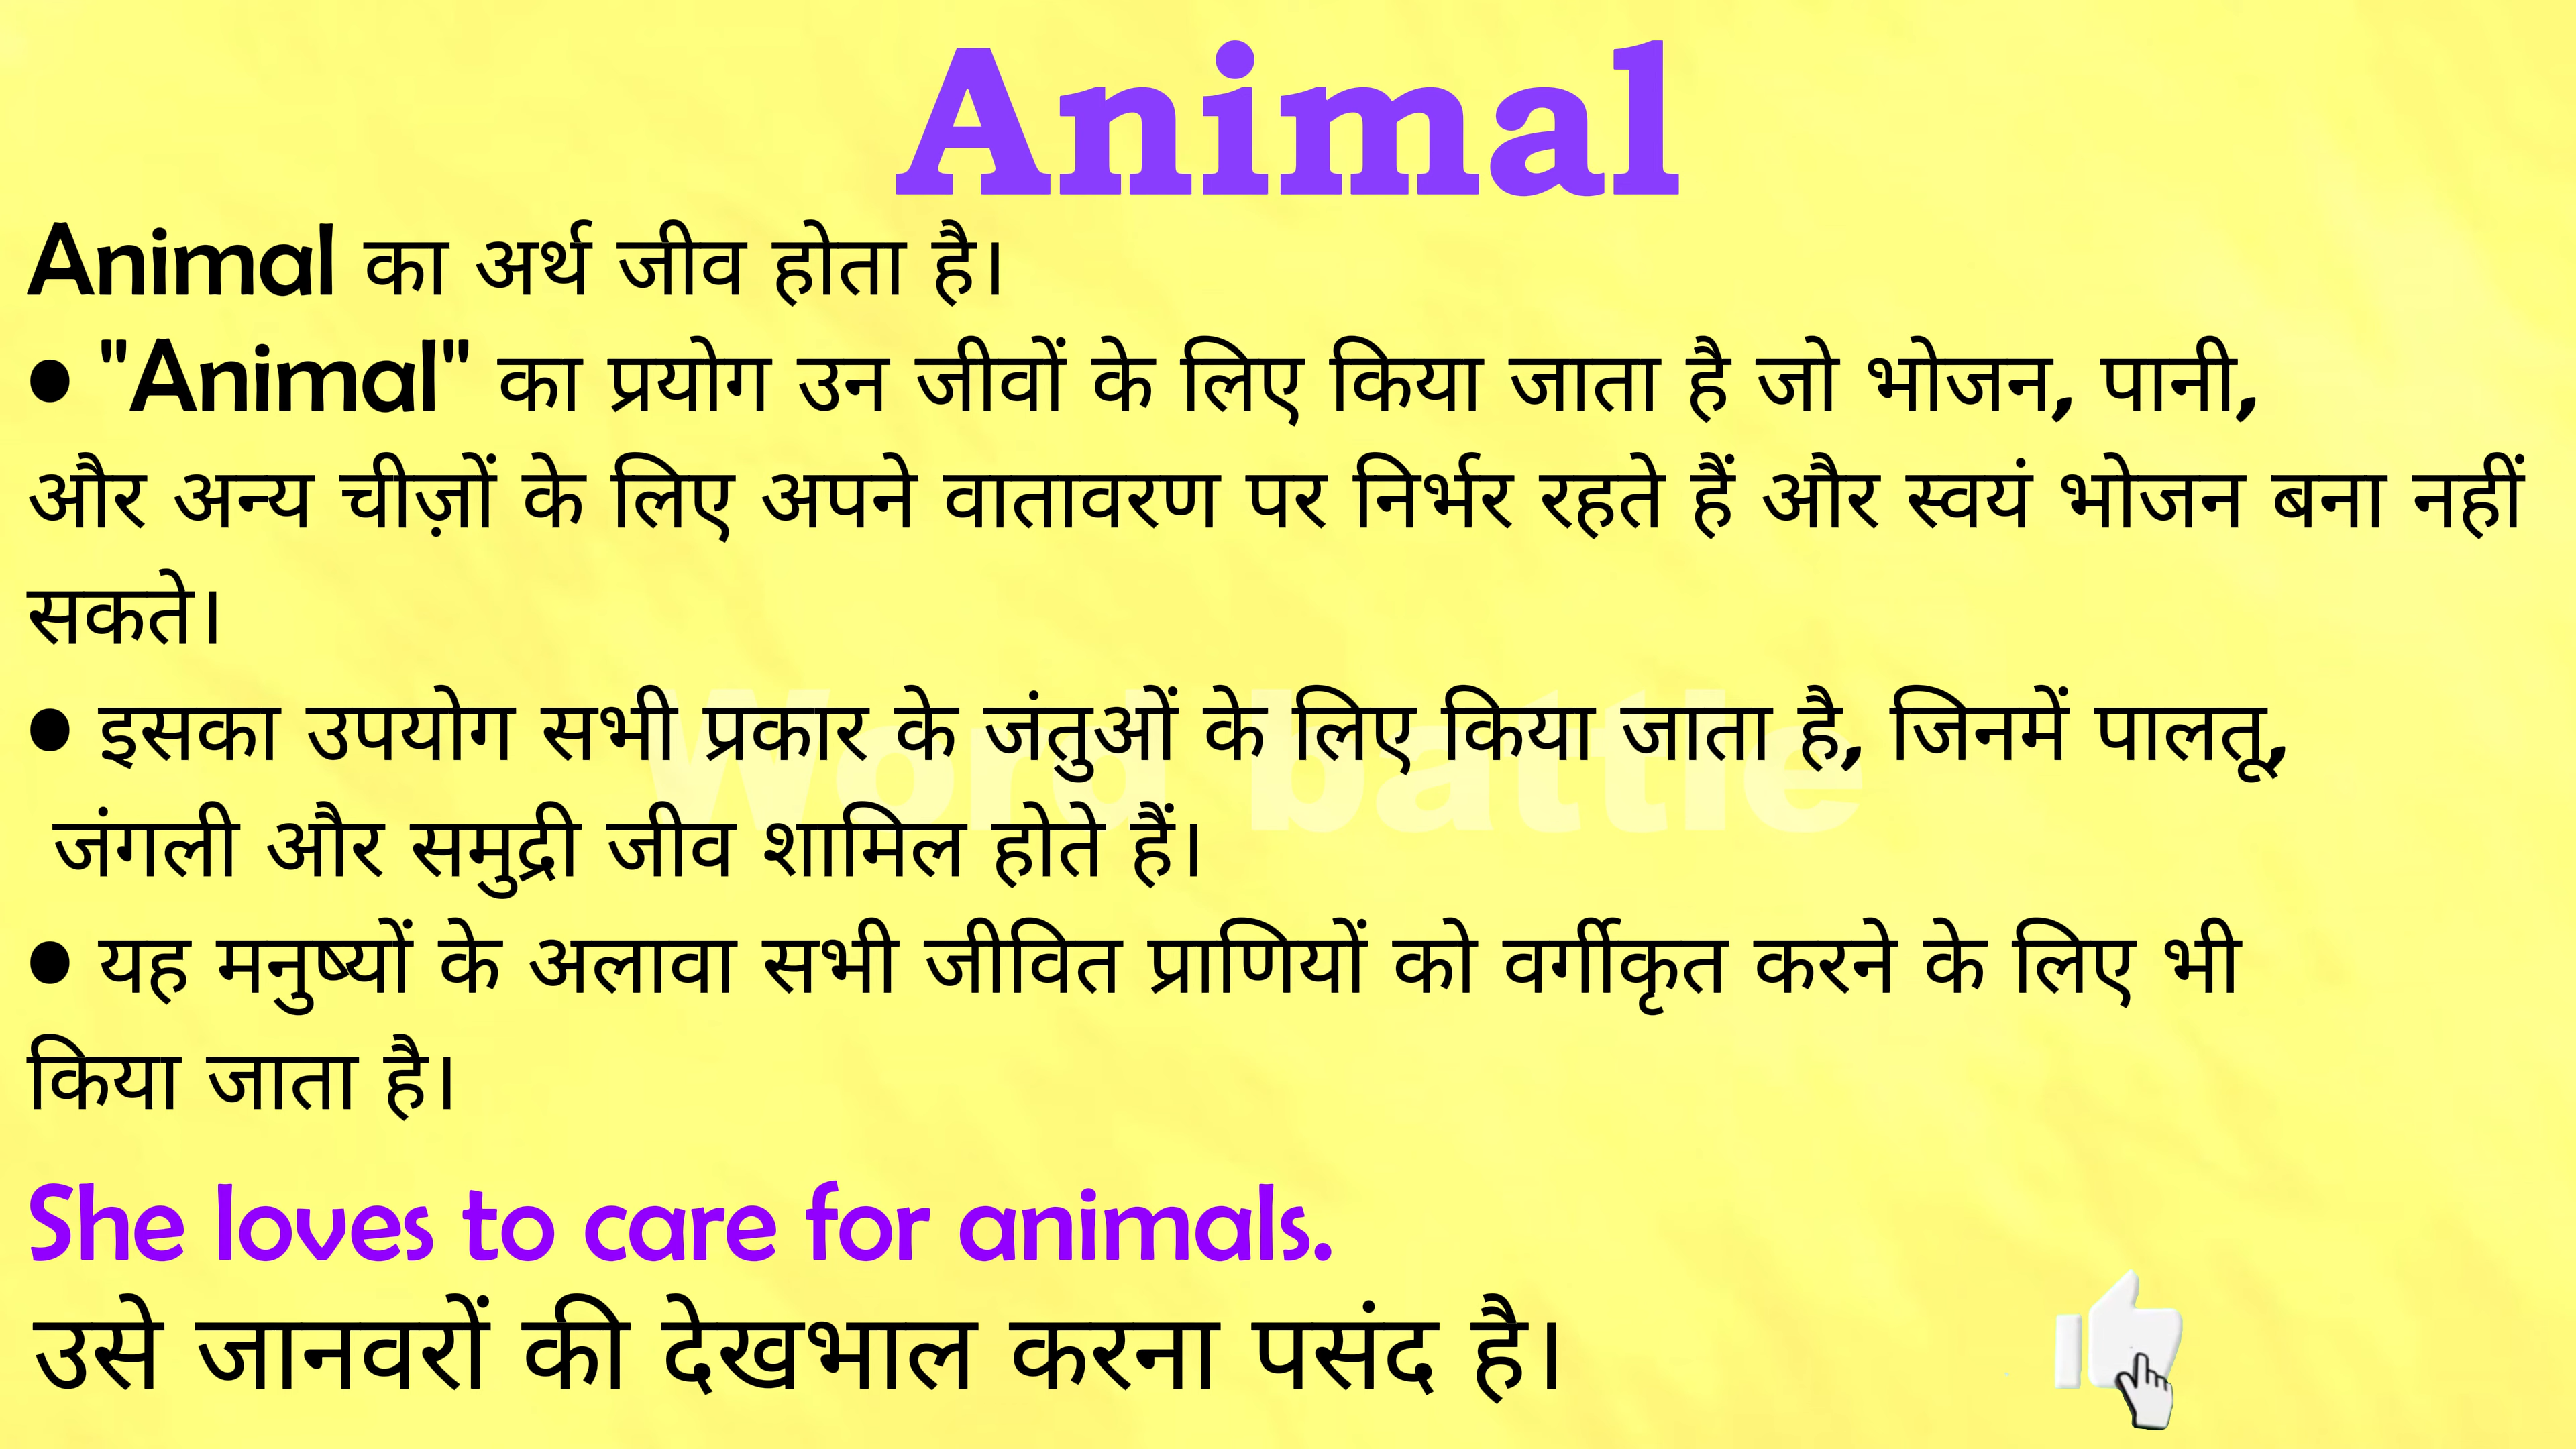 Animal
Animal का अर्थ जीव होता है।
● "Animal" का प्रयोग उन जीवों के लिए किया जाता है जो भोजन, पानी,
और अन्य चीज़ों के लिए अपने वातावरण पर निर्भर रहते हैं और स्वयं भोजन बना नहीं
सकते।
● इसका उपयोग सभी प्रकार के जंतुओं के लिए किया जाता है, जिनमें पालतू,
जंगली और समुद्री जीव शामिल होते हैं।
Word battle
● यह मनुष्यों के अलावा सभी जीवित प्राणियों को वर्गीकृत करने के लिए भी
किया जाता है।
She loves to care for animals.
उसे जानवरों की देखभाल करना पसंद है।